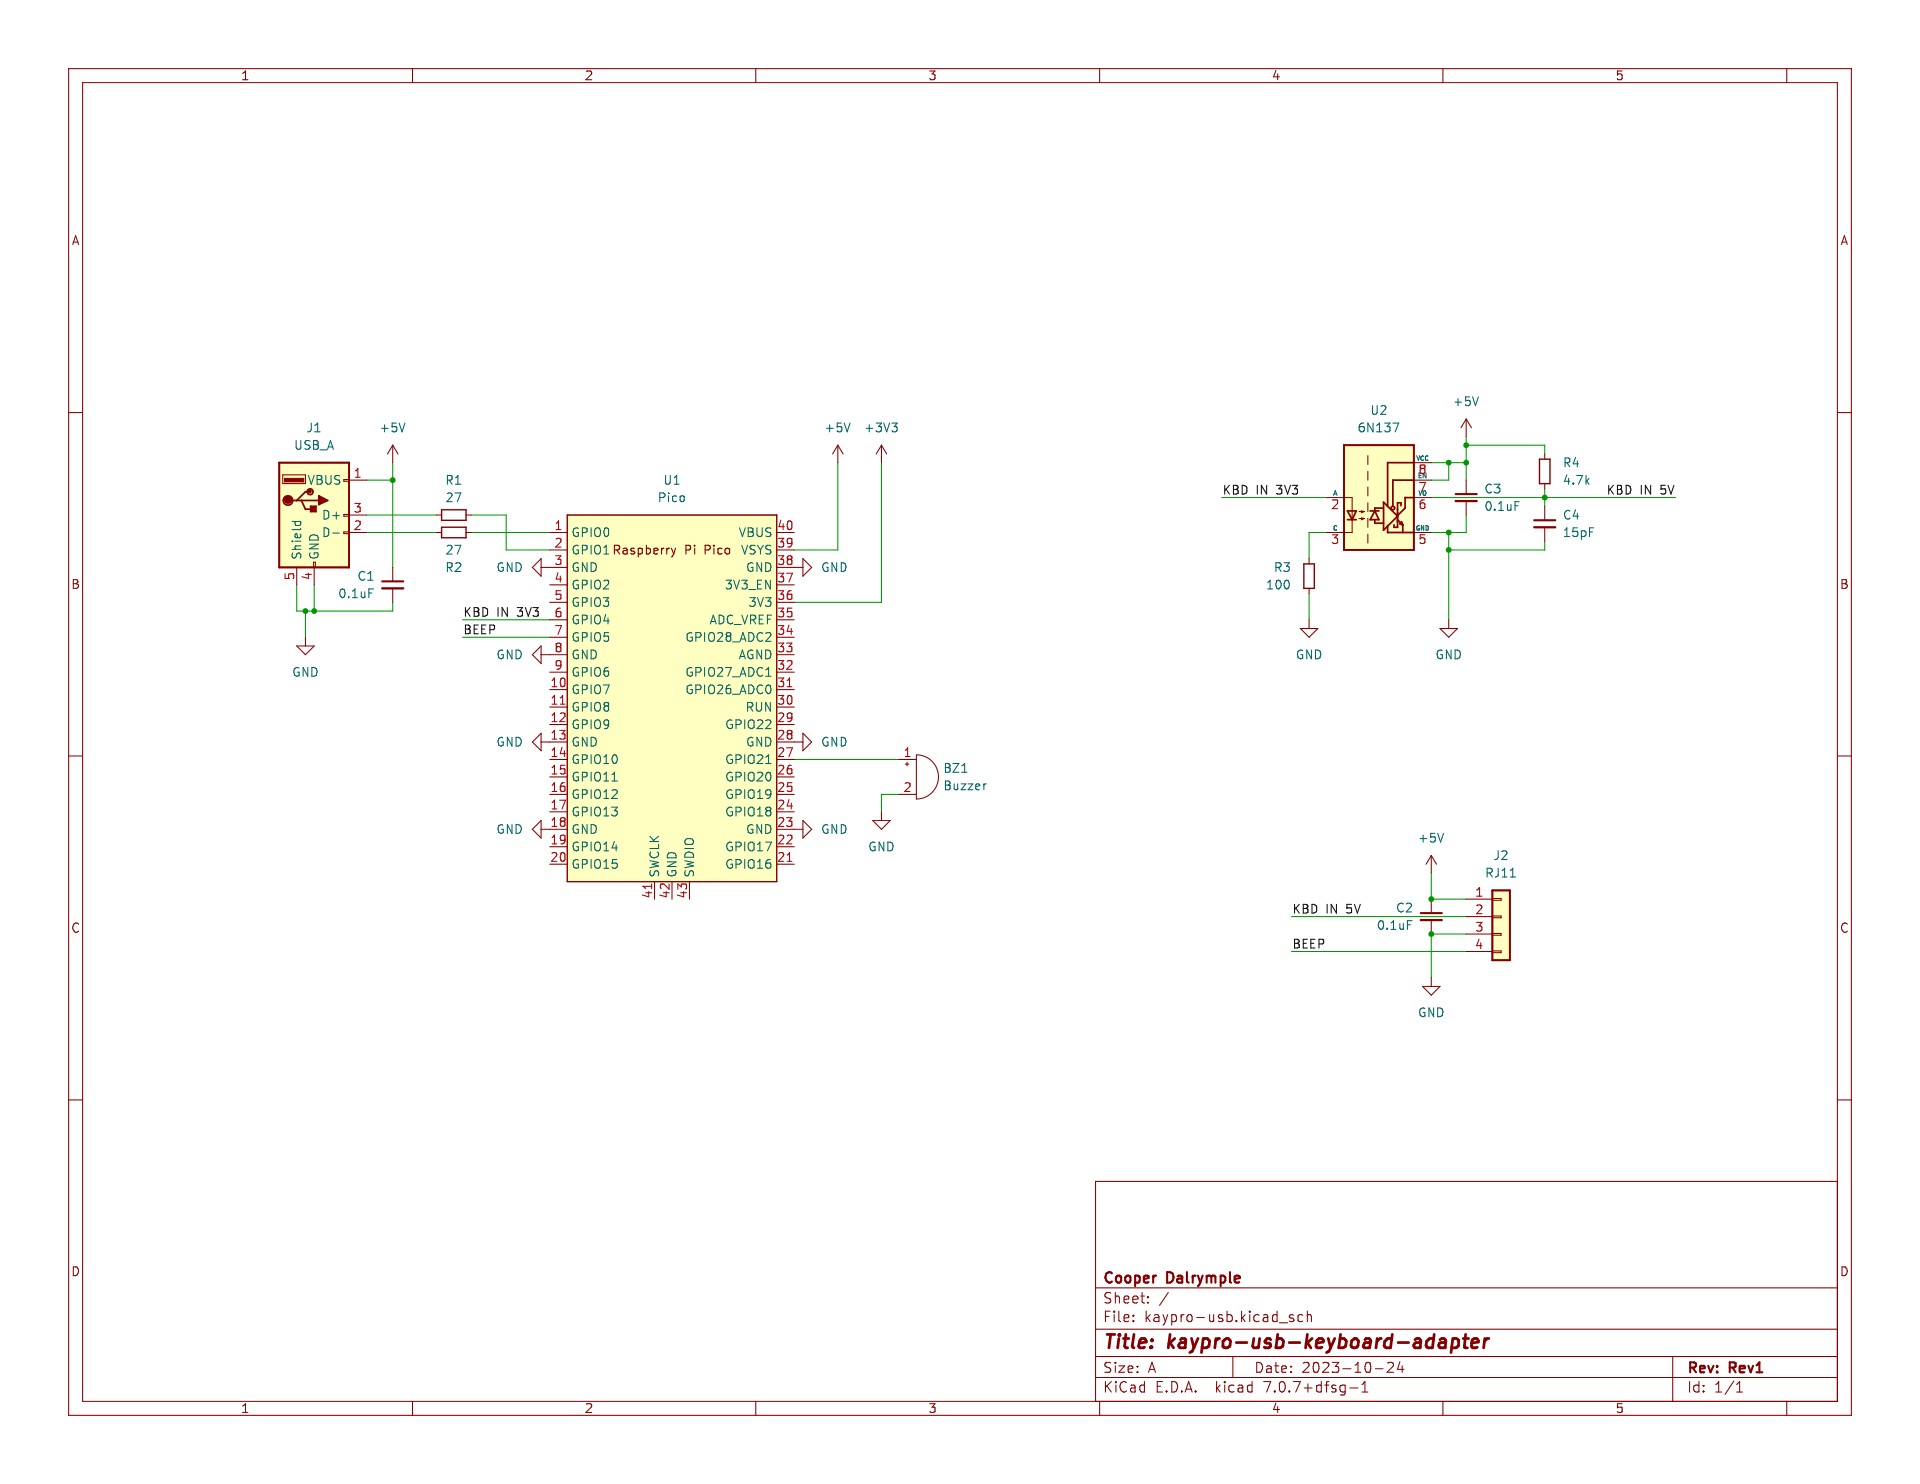 1 2 3 4 5
A A
B B
C C
D D
J1
USB_A
+5V
VBUS 1
D+ 3
D- 2
Shield
GND
5 4
C1
0.1uF
GND
R1
27
27
R2
U1
Pico
Raspberry Pi Pico
+5V +3V3
1 GPIO0
2 GPIO1
GND 3 GND
4 GPIO2
5 GPIO3
KBD IN 3V3 6 GPIO4
BEEP 7 GPIO5
GND 8 GND
9 GPIO6
10 GPIO7
11 GPIO8
12 GPIO9
GND 13 GND
14 GPIO10
15 GPIO11
16 GPIO12
17 GPIO13
GND 18 GND
19 GPIO14
20 GPIO15
VBUS 40
VSYS 39
GND 38 GND
3V3_EN 37
3V3 36
ADC_VREF 35
GPIO28_ADC2 34
AGND 33
GPIO27_ADC1 32
GPIO26_ADC0 31
RUN 30
GPIO22 29
GND 28 GND
GPIO21 27
GPIO20 26
GPIO19 25
GPIO18 24
GND 23 GND
GPIO17 22
GPIO16 21
SWCLK
GND
SWDIO
41 42 43
1
+
2
BZ1
Buzzer
GND
U2
6N137
+5V
KBD IN 3V3
A
2
C
3
VCC
8
EN
7
VO
6
GND
5
R3
100
GND
GND
C3
0.1uF
R4
4.7k
KBD IN 5V
C4
15pF
+5V
J2
RJ11
KBD IN 5V
BEEP
C2
0.1uF
1
2
3
4
GND
Cooper Dalrymple
Sheet: /
File: kaypro-usb.kicad_sch
Title: kaypro-usb-keyboard-adapter
Size: A Date: 2023-10-24 Rev: Rev1
KiCad E.D.A. kicad 7.0.7+dfsg-1 Id: 1/1
1 2 3 4 5